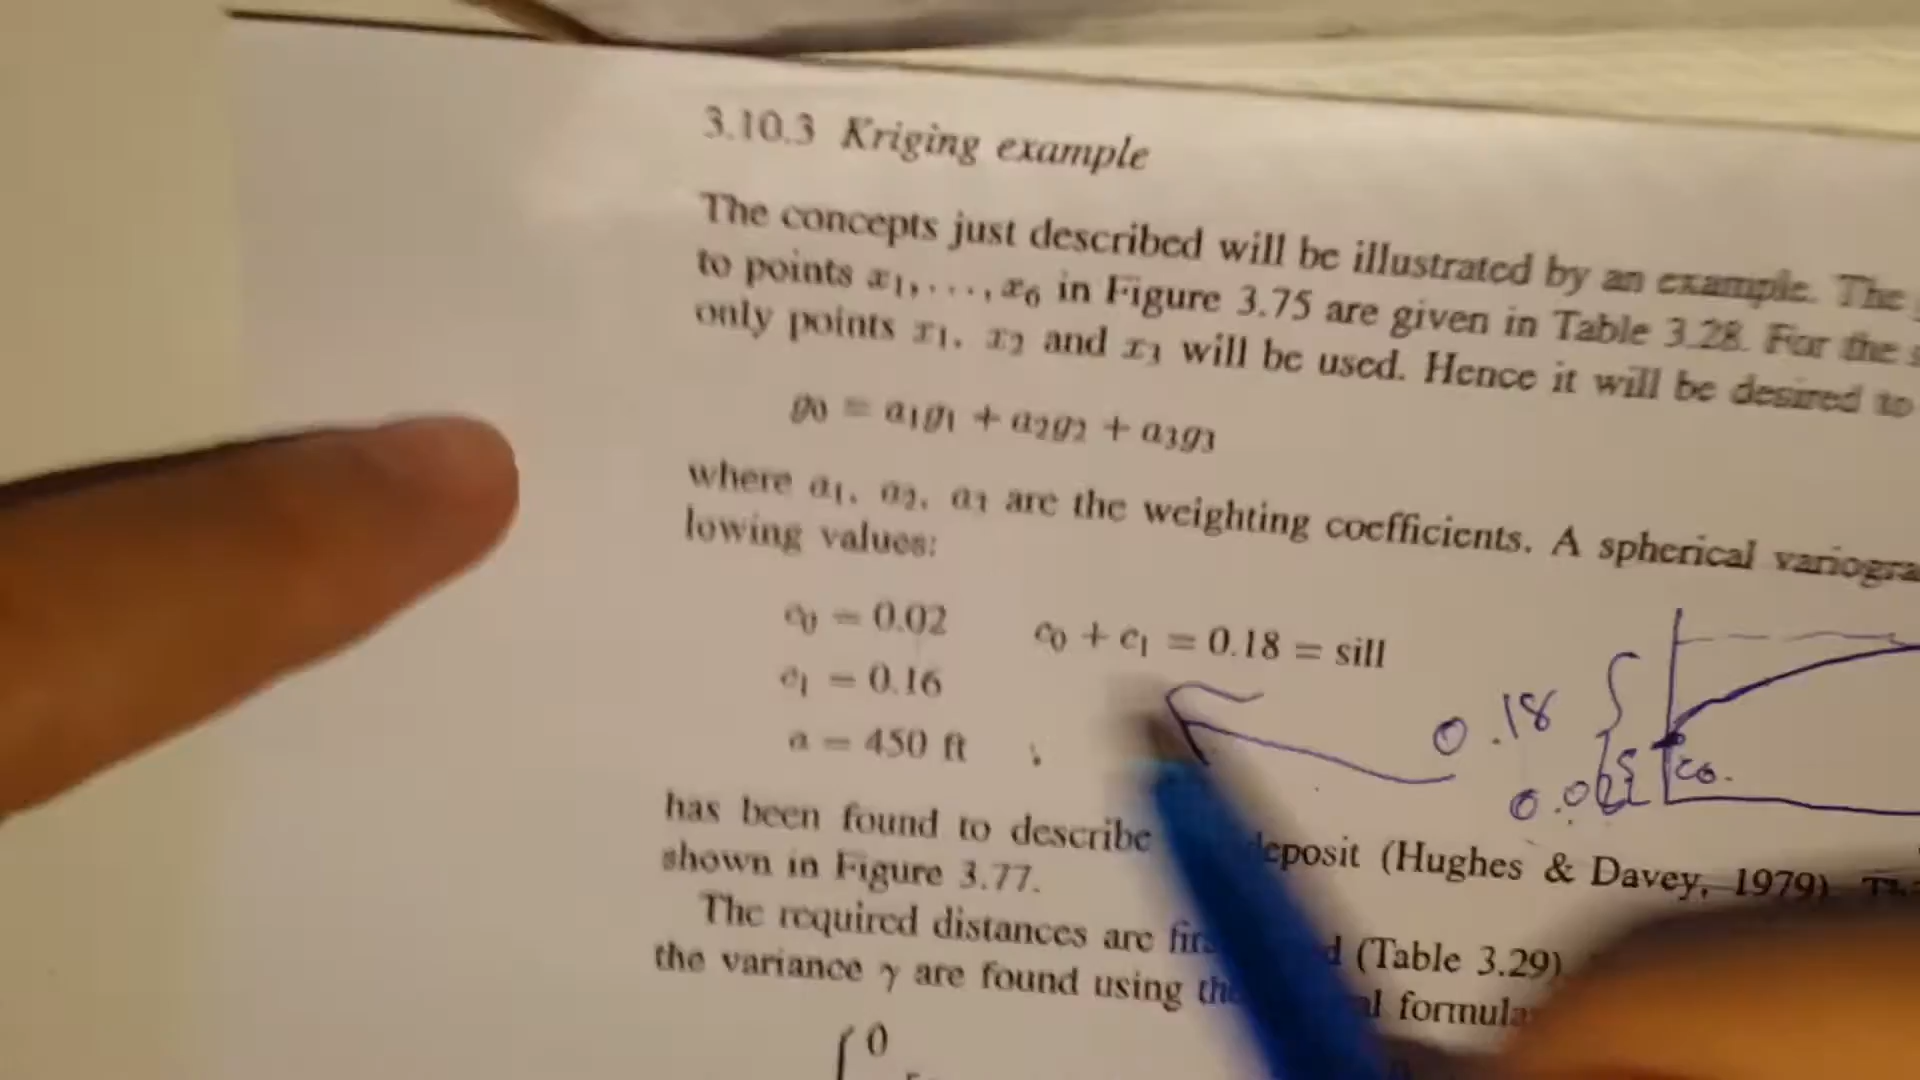 3.10.3 Kriging example
The concepts just described will be illustrated by an example. The
to points x1, . . . , x6 in Figure 3.75 are given in Table 3.28. For the
only points x1, x2 and x3 will be used. Hence it will be desired to
g0 = a1g1 + a2g2 + a3g3
where a1, a2, a3 are the weighting coefficients. A spherical
lowing values:
c0 = 0.02 c0 + c1 = 0.18 = sill
c1 = 0.16
0.18
a = 450 ft
0.02
c0.
has been found to describe deposit (Hughes & Davey, 1979).
shown in Figure 3.77.
The required distances are (Table 3.29)
the variance γ are found using
0